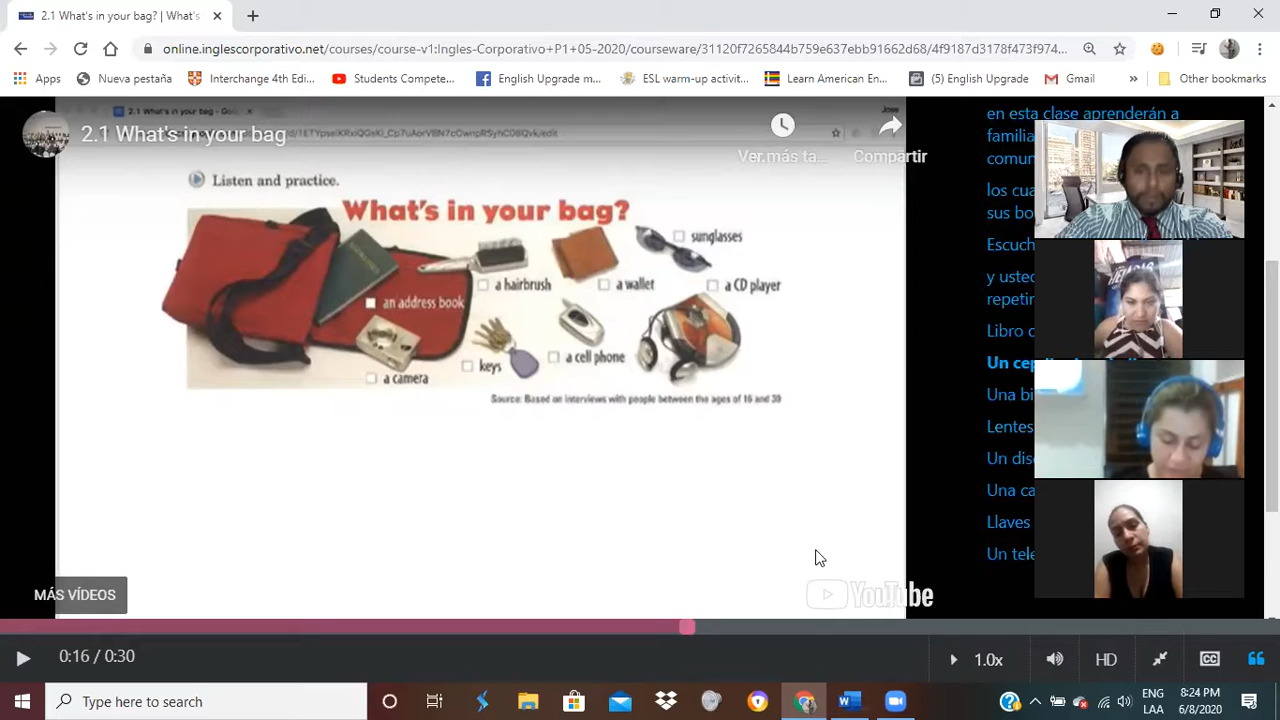 2.1 What's in your bag? | What's
online.inglescorporativo.net/courses/course-v1:Ingles-Corporativo+P1+05-2020/courseware/31120f7265844b759e637ebb91662d68/4f9187d3178f473f974...
Apps
Nueva pestaña
Interchange 4th Edi...
Students Compete...
English Upgrade m...
ESL warm-up activit...
Learn American En...
(5) English Upgrade
Gmail
»
Other bookmarks
2.1 What's in your bag
Ver más ta...
Compartir
Listen and practice.
What's in your bag?
sunglasses
a hairbrush
a wallet
a CD player
an address book
keys
a cell phone
a camera
Source: Based on interviews with people between the ages of 16 and 39
en esta clase aprenderán a
familia
comun
los cua
sus bo
Escuch
y usted
repetir
Libro d
Un cep
Una bi
Lentes
Un disc
Una ca
Llaves
Un tele
MÁS VÍDEOS
YouTube
0:16 / 0:30
1.0x
HD
CC
Type here to search
ENG
LAA
8:24 PM
6/8/2020